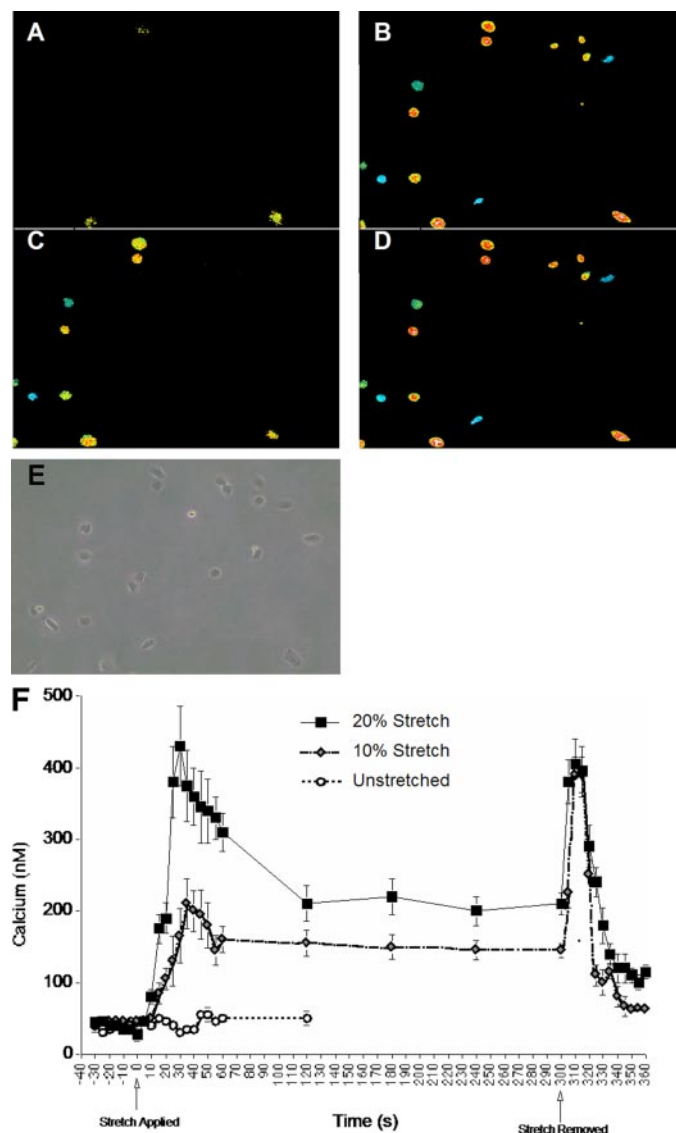 A
B
C
D
E
F
500
400
300
200
100
0
Calcium (nM)
20% Stretch
10% Stretch
Unstretched
-40 -30 -20 -10 0 10 20 30 40 50 60 70 80 90 100 110 120 130 140 150 160 170 180 190 200 210 220 230 240 250 260 270 280 290 300 310 320 330 340 350 360
Stretch Applied
Time (s)
Stretch Removed